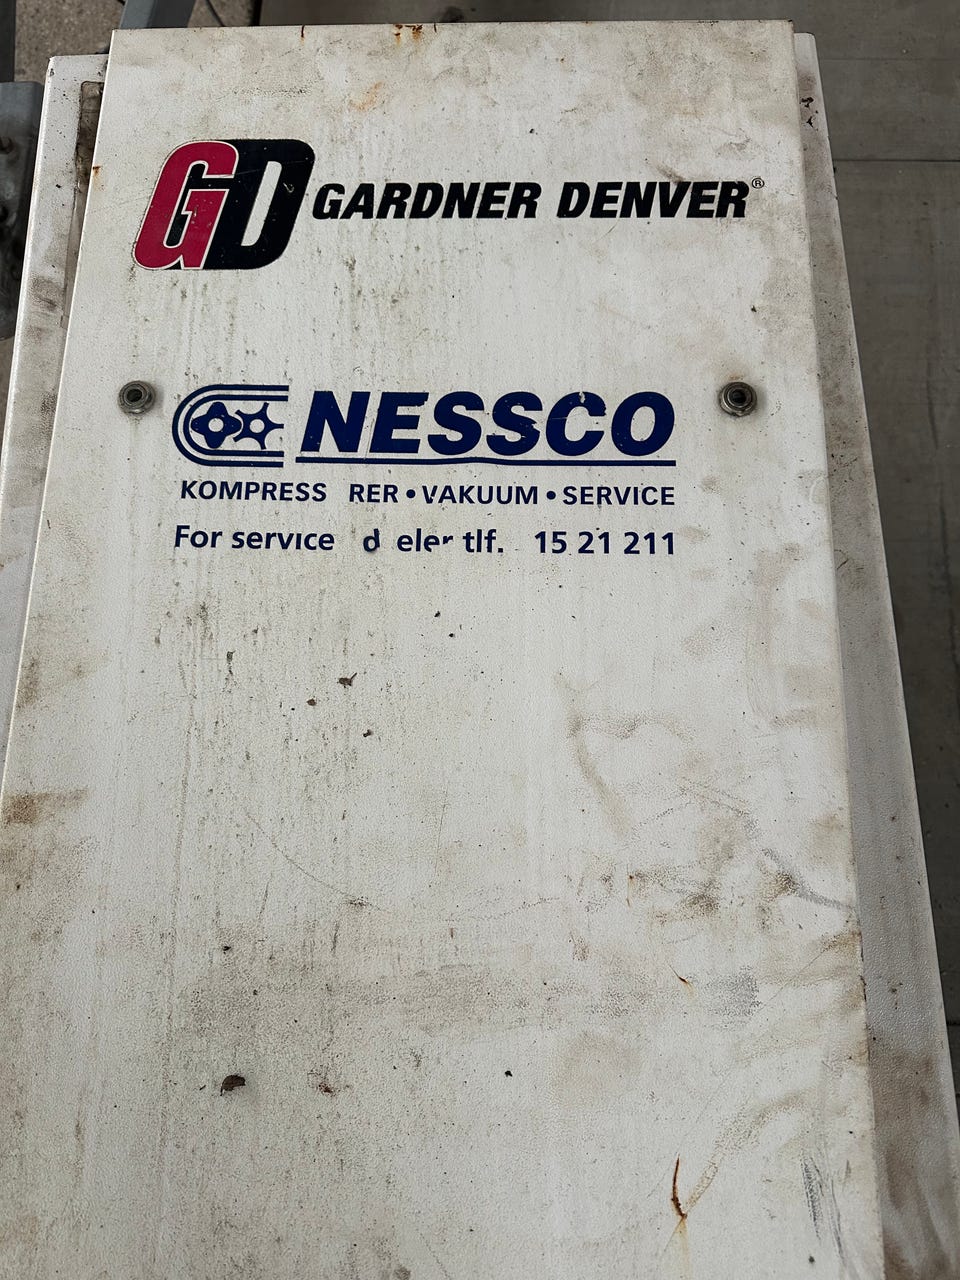 GD GARDNER DENVER®
NESSCO
KOMPRESS RER • VAKUUM • SERVICE
For service d eler tlf. 15 21 211